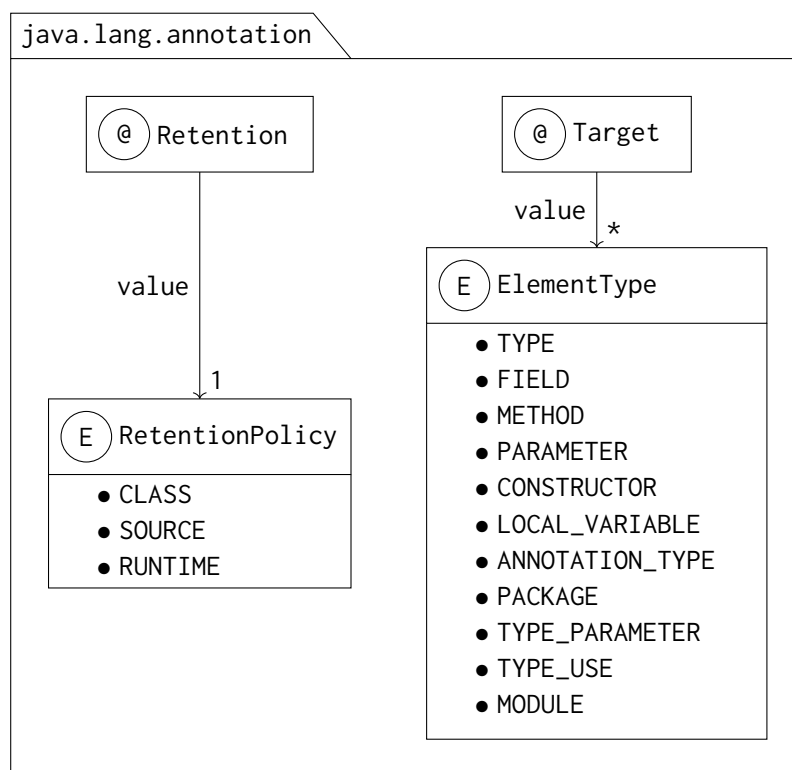 java.lang.annotation
@ Retention
value
1
E RetentionPolicy
CLASS
SOURCE
RUNTIME
@ Target
value
*
E ElementType
TYPE
FIELD
METHOD
PARAMETER
CONSTRUCTOR
LOCAL_VARIABLE
ANNOTATION_TYPE
PACKAGE
TYPE_PARAMETER
TYPE_USE
MODULE